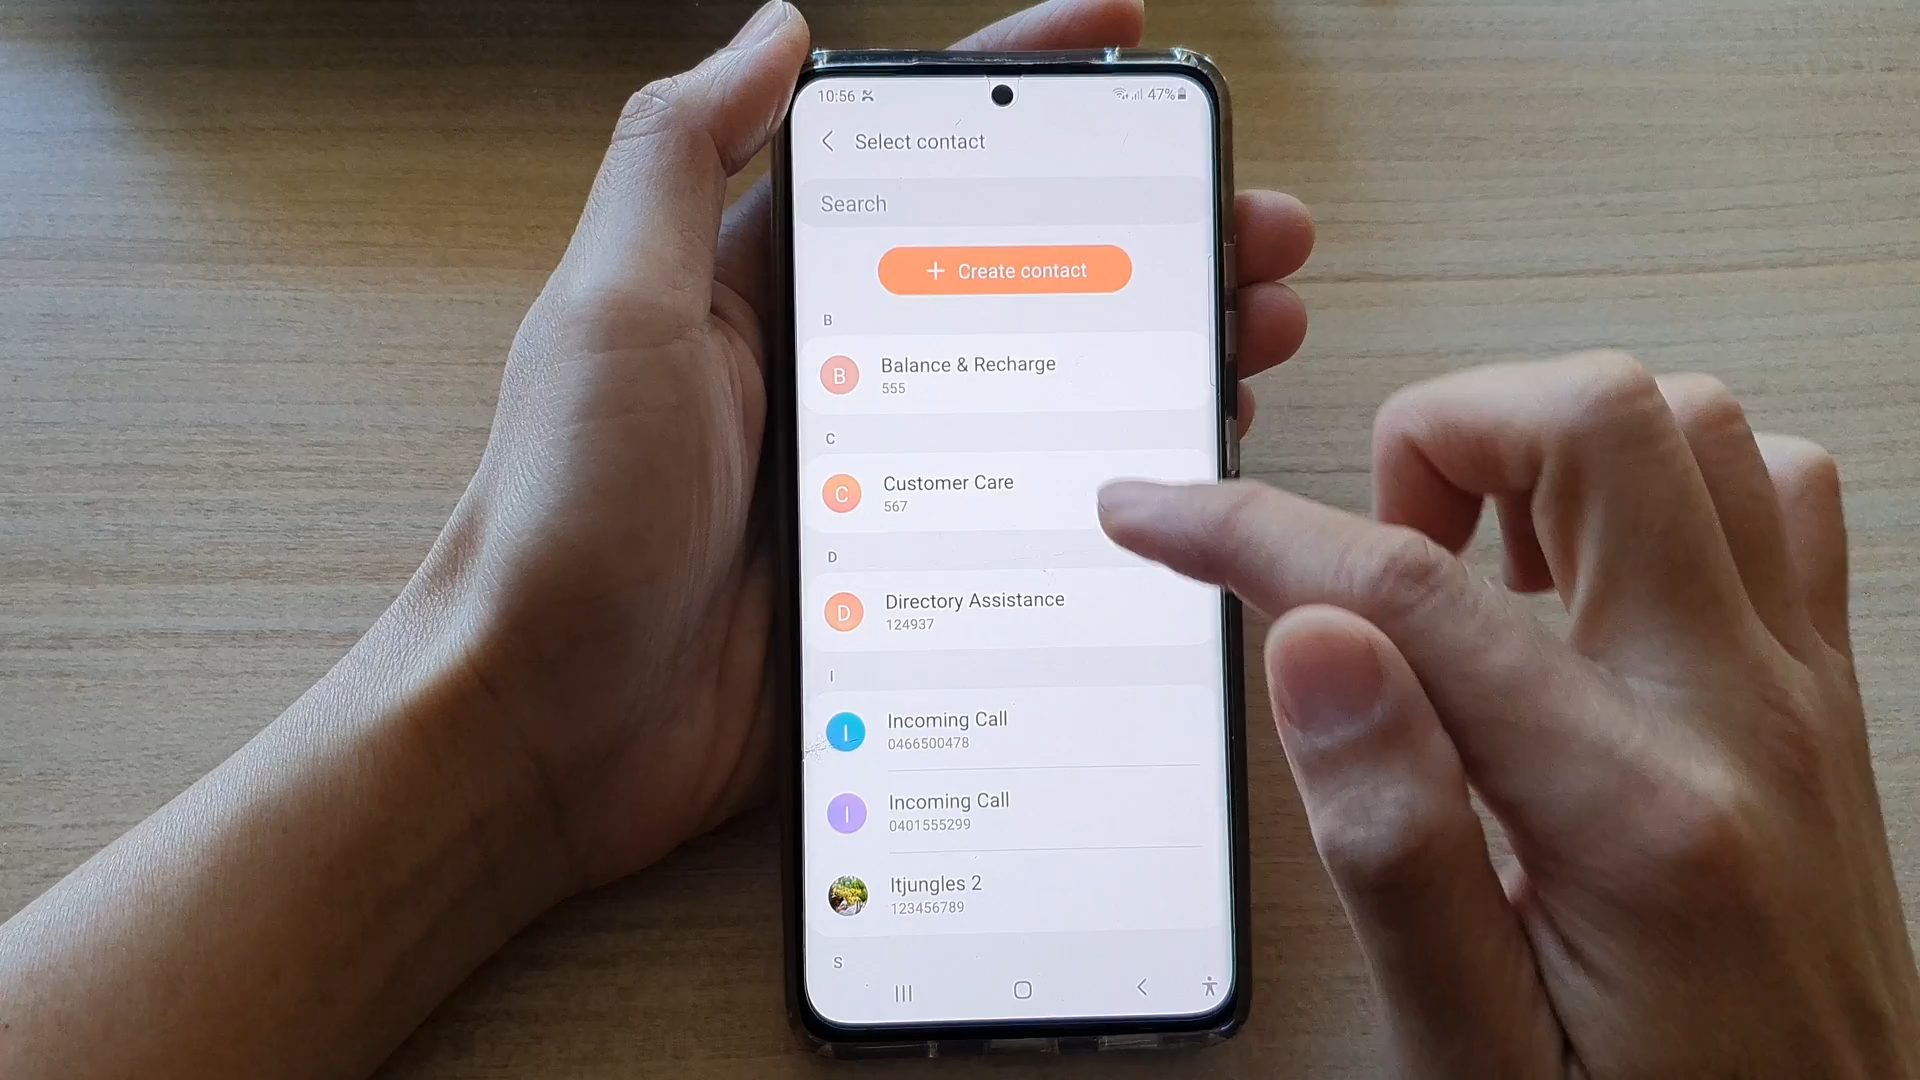 10:56 47%
Select contact
Search
+ Create contact
B
B Balance & Recharge
555
C
C Customer Care
567
D
D Directory Assistance
124937
I
I Incoming Call
0466500478
I Incoming Call
0401555299
Itjungles 2
123456789
S